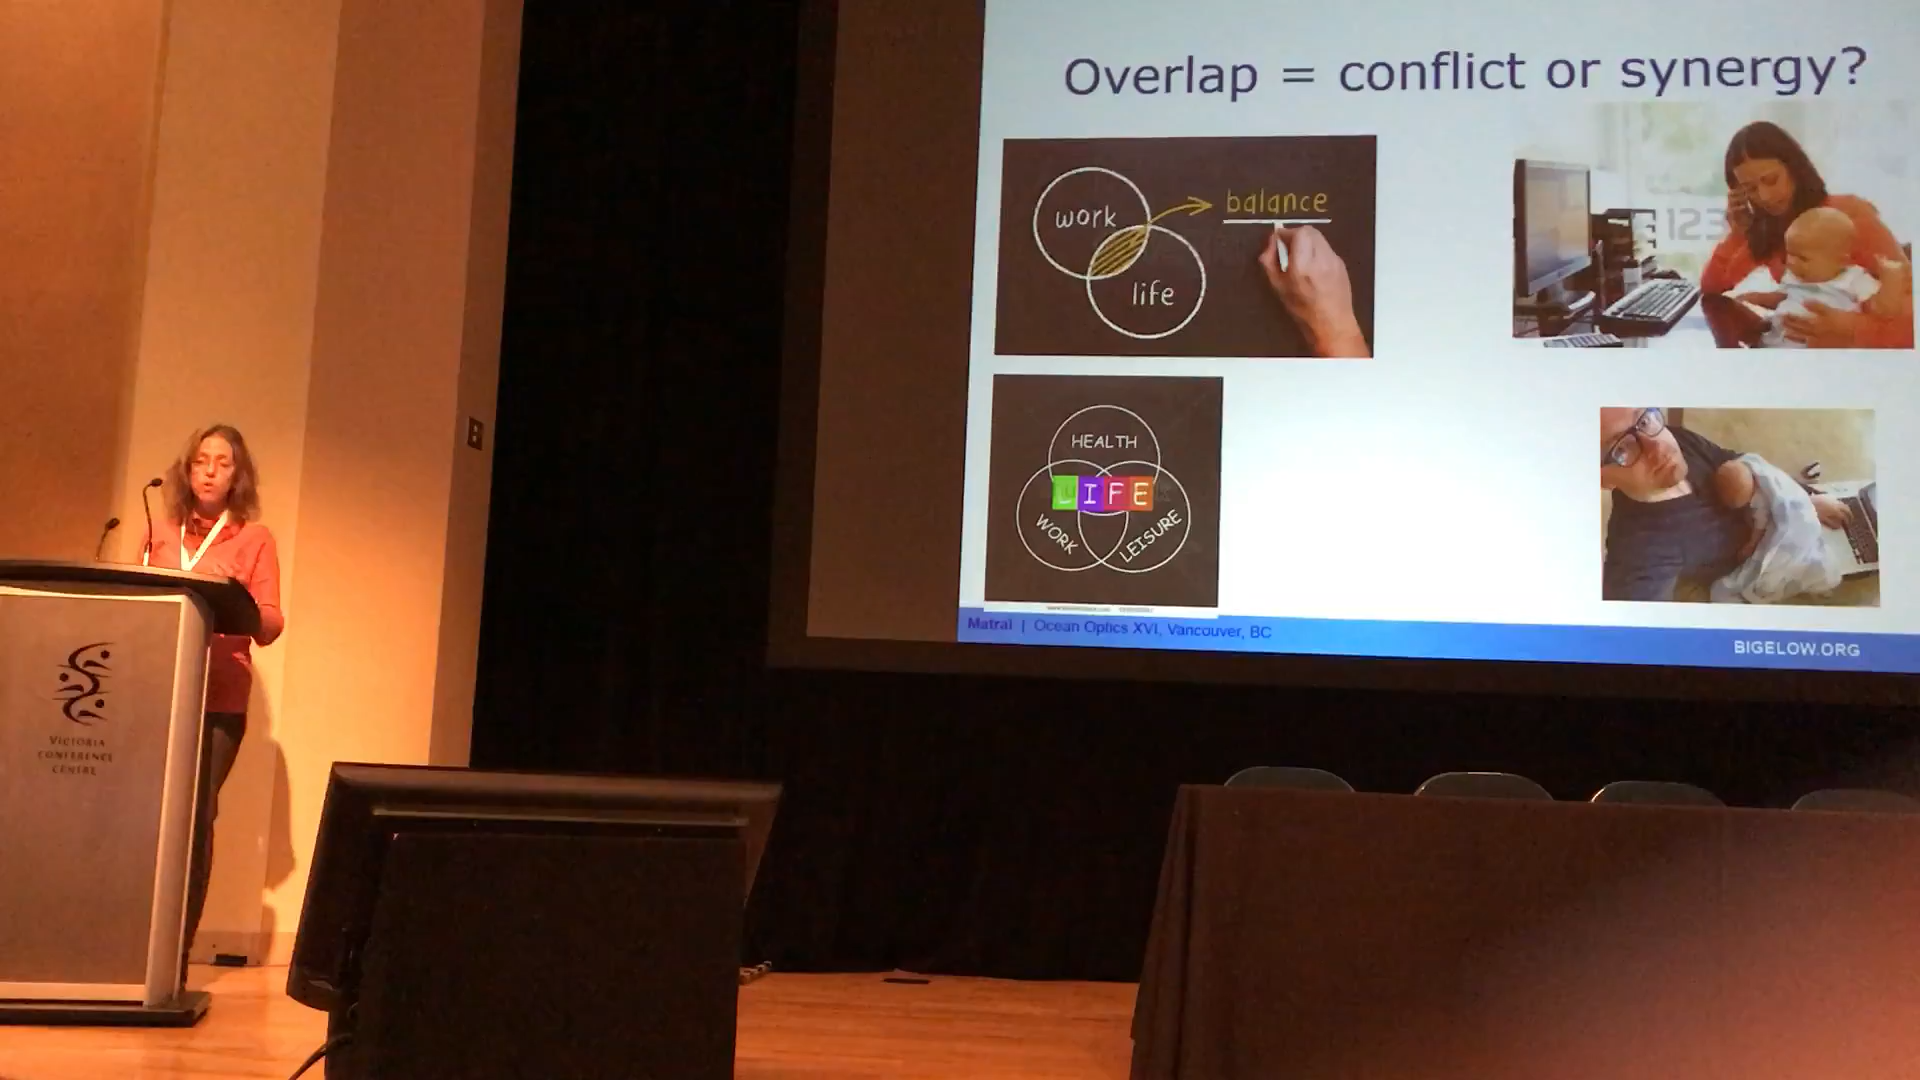 Overlap = conflict or synergy?
work
balance
life
123
HEALTH
LIFE
WORK
LEISURE
Matrai | Ocean Optics XVI, Vancouver, BC
BIGELOW.ORG
VICTORIA
CONFERENCE
CENTRE